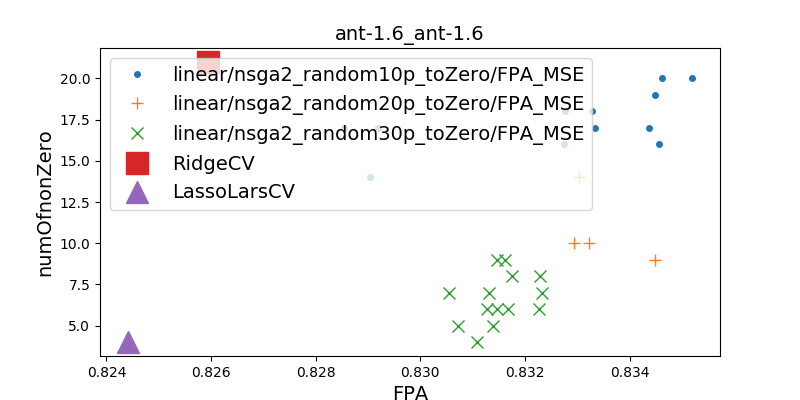 ant-1.6_ant-1.6
linear/nsga2_random10p_toZero/FPA_MSE
linear/nsga2_random20p_toZero/FPA_MSE
linear/nsga2_random30p_toZero/FPA_MSE
RidgeCV
LassoLarsCV
numOfnonZero
20.0
17.5
15.0
12.5
10.0
7.5
5.0
0.824
0.826
0.828
0.830
0.832
0.834
FPA